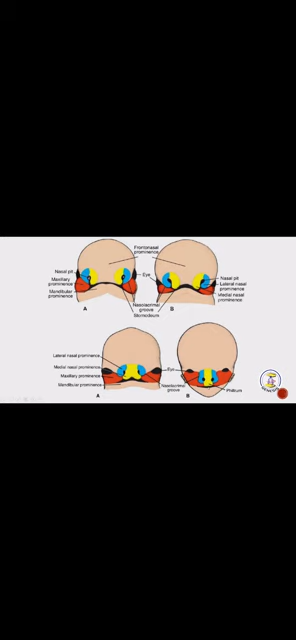 Frontonasal
prominence
Nasal pit
Maxillary
prominence
Mandibular
prominence
Eye
Nasal pit
Lateral nasal
prominence
Medial nasal
prominence
Nasolacrimal
groove
Stomodeum
A
B
Lateral nasal prominence
Medial nasal prominence
Maxillary prominence
Mandibular prominence
Eye
Nasolacrimal
groove
Philtrum
A
B